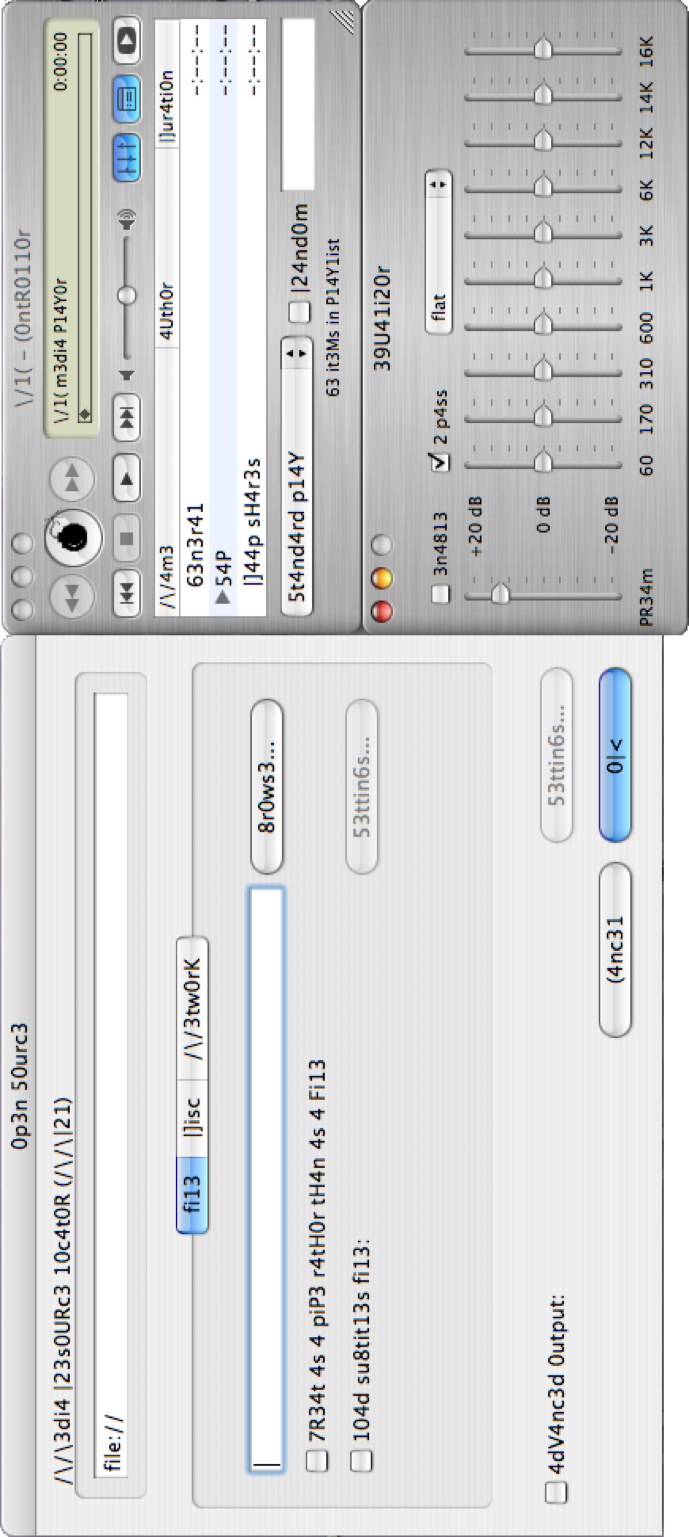 0p3n 50urc3
/\/\3di4 |23s0URc3 10c4t0R (/\/\|21)
file://
fi13 |]isc /\/3tw0rK
8r0ws3...
7R34t 4s 4 piP3 r4tH0r tH4n 4s 4 Fi13
104d su8tit13s fi13: 53ttin6s...
4dV4nc3d 0utput: 53ttin6s...
(4nc31 0|<
\/1( - (0ntR0110r
\/1( m3di4 P14Y0r 0:00:00
/\/4m3 4Uth0r |]ur4ti0n
63n3r41 -:--:--
54P -:--:--
|]44p sH4r3s -:--:--
5t4nd4rd p14Y |24nd0m
63 it3Ms in P14Y1ist
39U41i20r
3n4813 2 p4ss flat
+20 dB
0 dB
-20 dB
PR34m 60 170 310 600 1K 3K 6K 12K 14K 16K